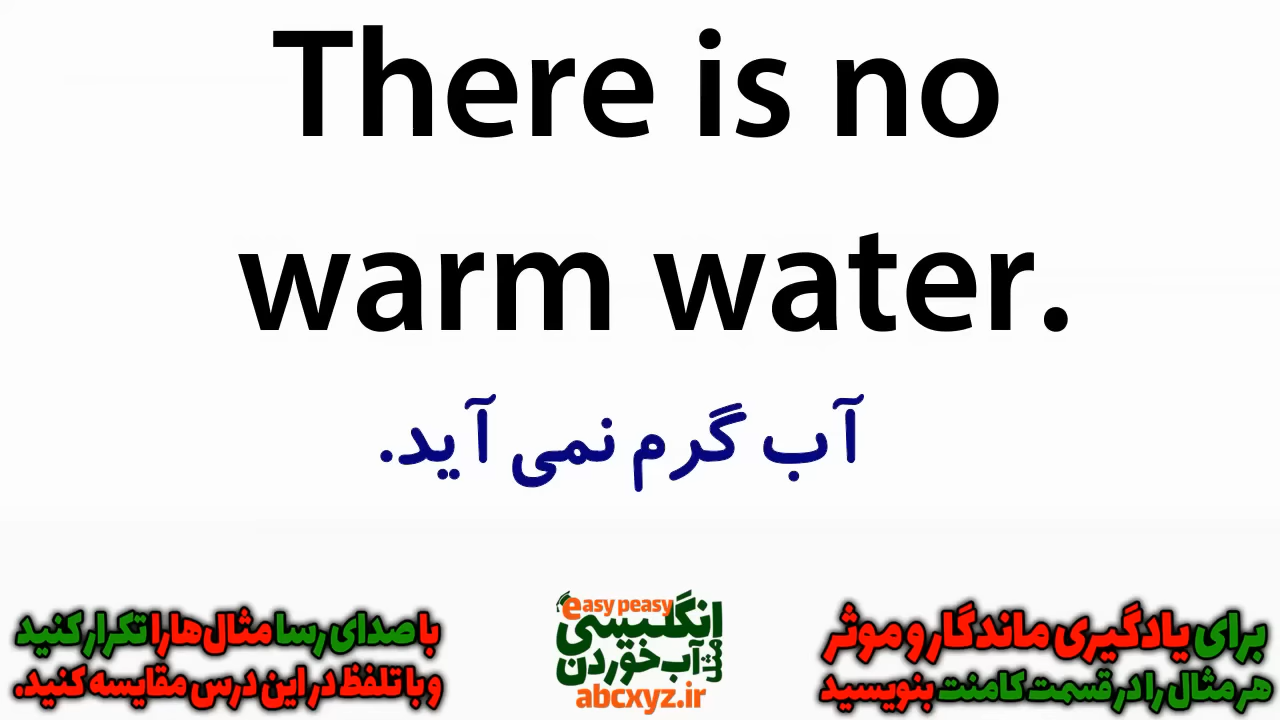 There is no
warm water.
آب گرم نمی آید.
برای یادگیری ماندگار و موثر
هر مثال را در قسمت کامنت بنویسید
easy peasy
انگلیسی
مثل آب خوردن
abcxyz.ir
با صدای رسا مثال‌ها را تکرار کنید
و با تلفظ در این درس مقایسه کنید.